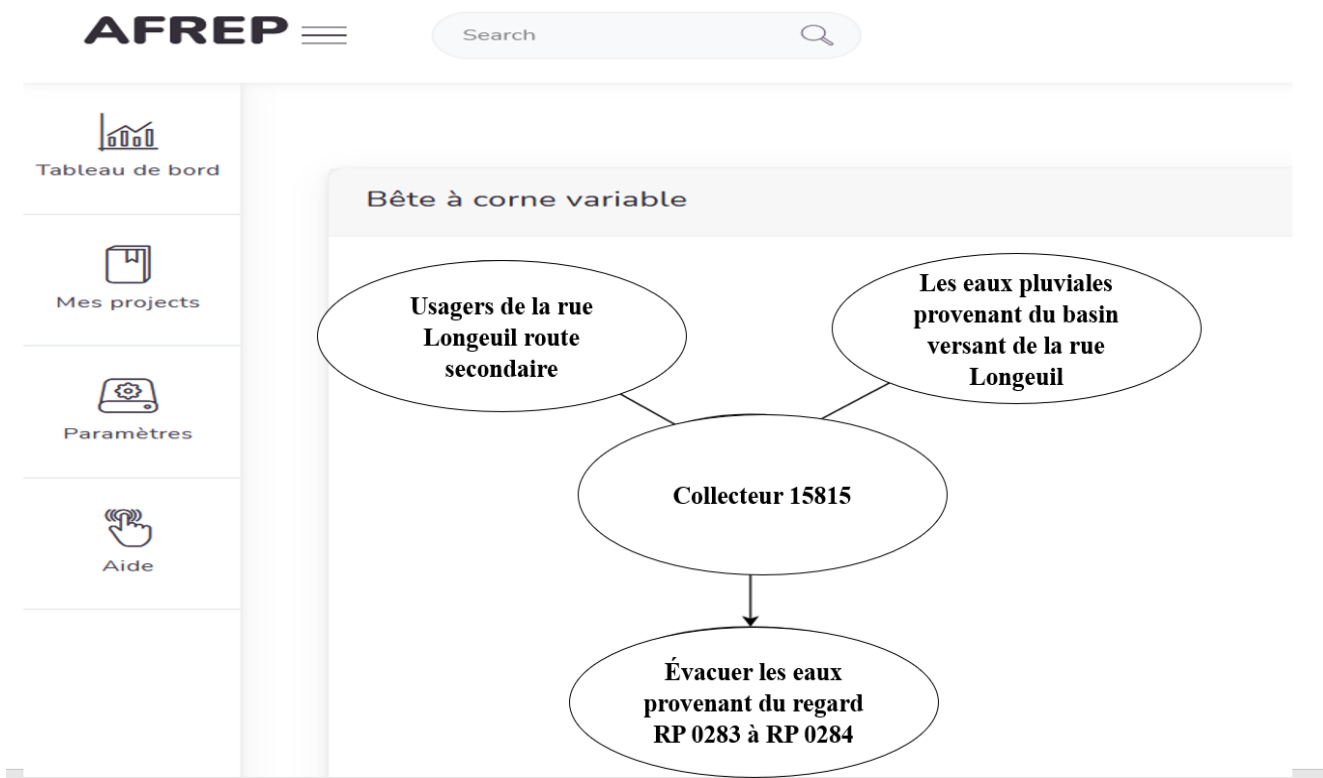 AFREP
Search
Tableau de bord
Mes projects
Paramètres
Aide
Bête à corne variable
Usagers de la rue
Longeuil route
secondaire
Les eaux pluviales
provenant du basin
versant de la rue
Longeuil
Collecteur 15815
Évacuer les eaux
provenant du regard
RP 0283 à RP 0284